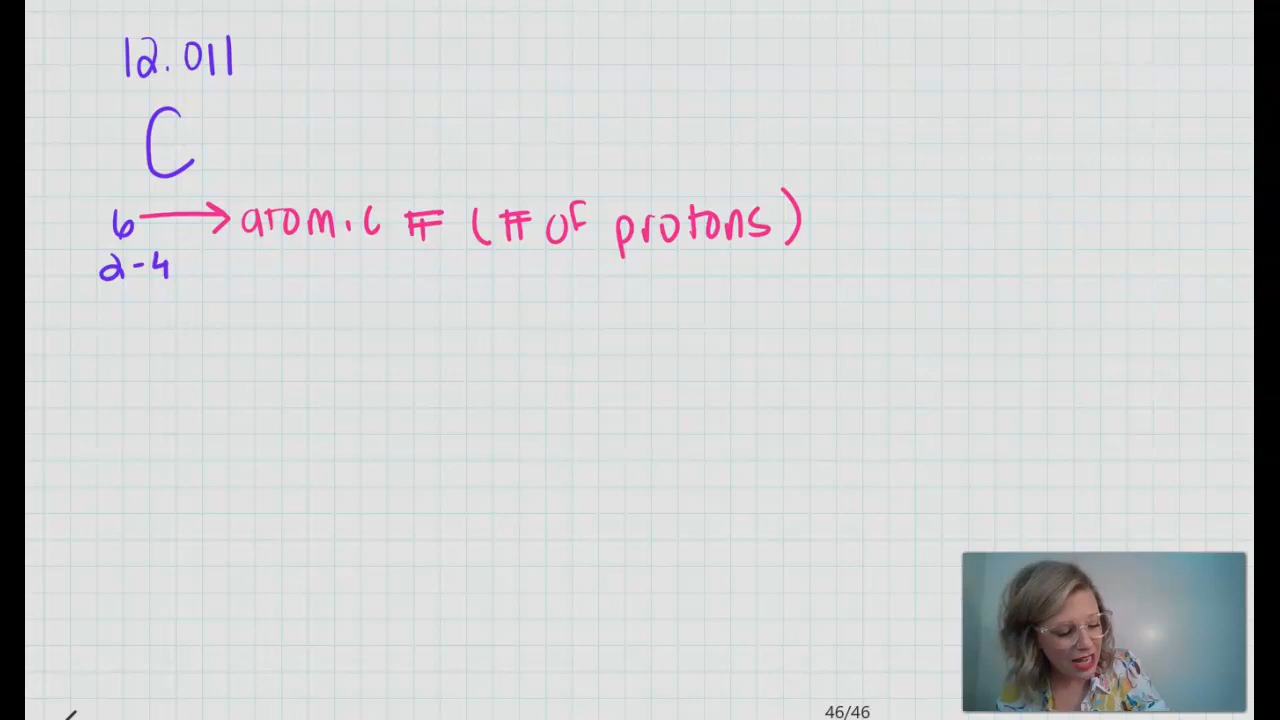 12.011
C
6 → atomic # (# of protons)
2-4
46/46